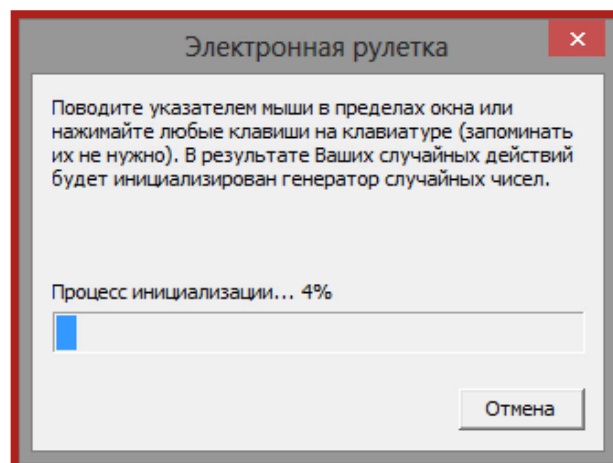 Электронная рулетка
Поводите указателем мыши в пределах окна или
нажимайте любые клавиши на клавиатуре (запоминать
их не нужно). В результате Ваших случайных действий
будет инициализирован генератор случайных чисел.
Процесс инициализации... 4%
Отмена